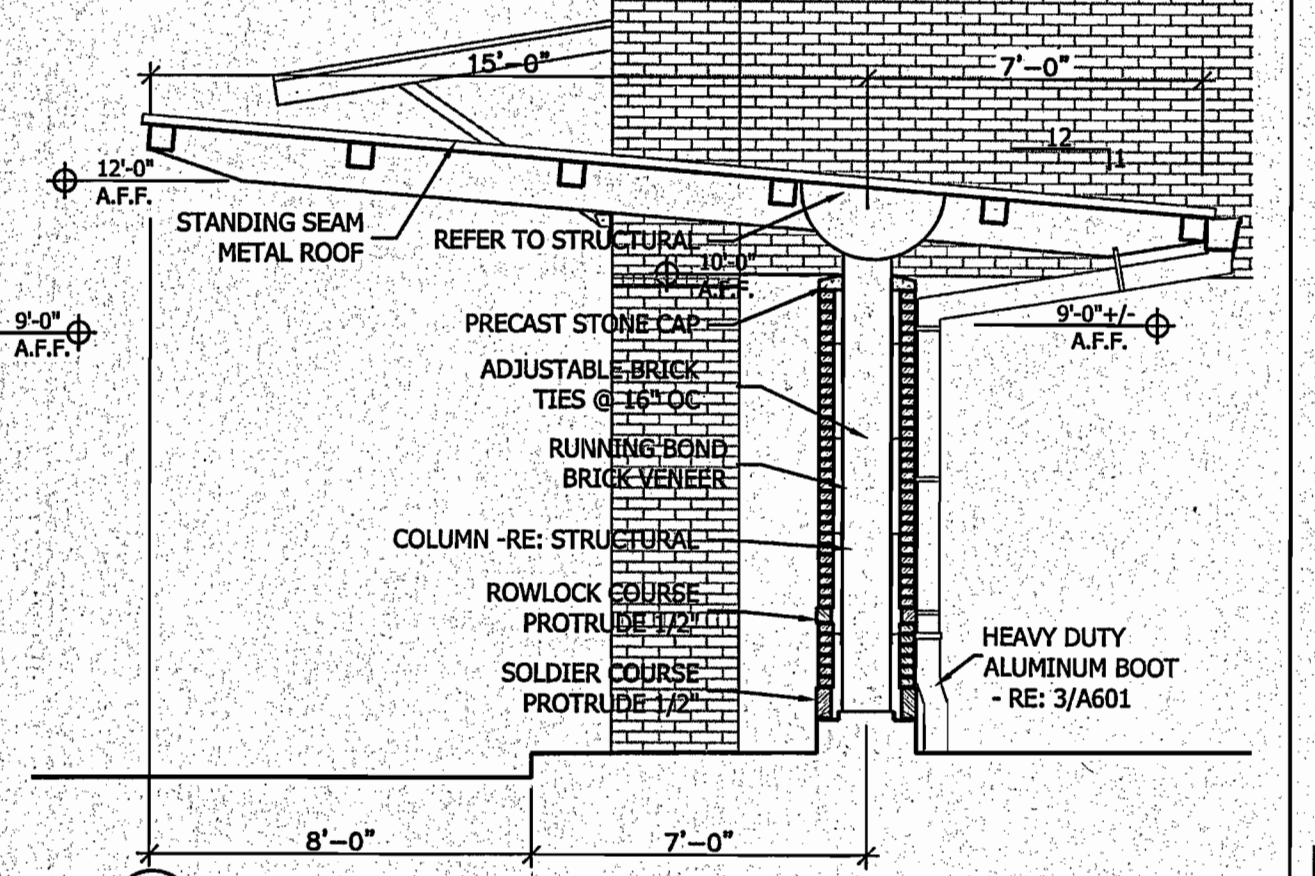 15'-0"
7'-0"
12
1
12'-0"
A.F.F.
STANDING SEAM
METAL ROOF
REFER TO STRUCTURAL
10'-0"
A.F.F.
9'-0"
A.F.F.
PRECAST STONE CAP
9'-0"+/-
A.F.F.
ADJUSTABLE BRICK
TIES @ 16" OC
RUNNING BOND
BRICK VENEER
COLUMN -RE: STRUCTURAL
ROWLOCK COURSE
PROTRUDE 1/2"
HEAVY DUTY
ALUMINUM BOOT
- RE: 3/A601
SOLDIER COURSE
PROTRUDE 1/2"
8'-0"
7'-0"